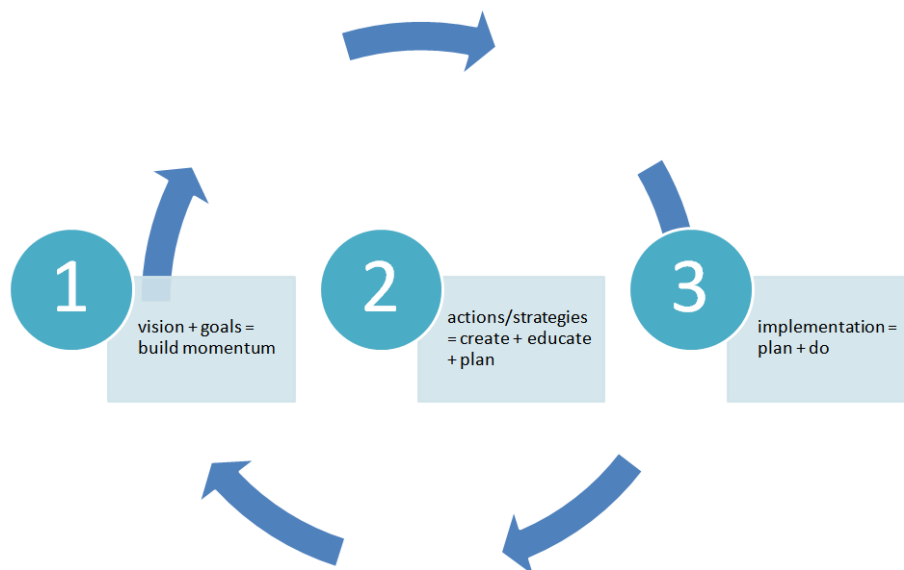 1
vision + goals =
build momentum
2
actions/strategies
= create + educate
+ plan
3
implementation =
plan + do